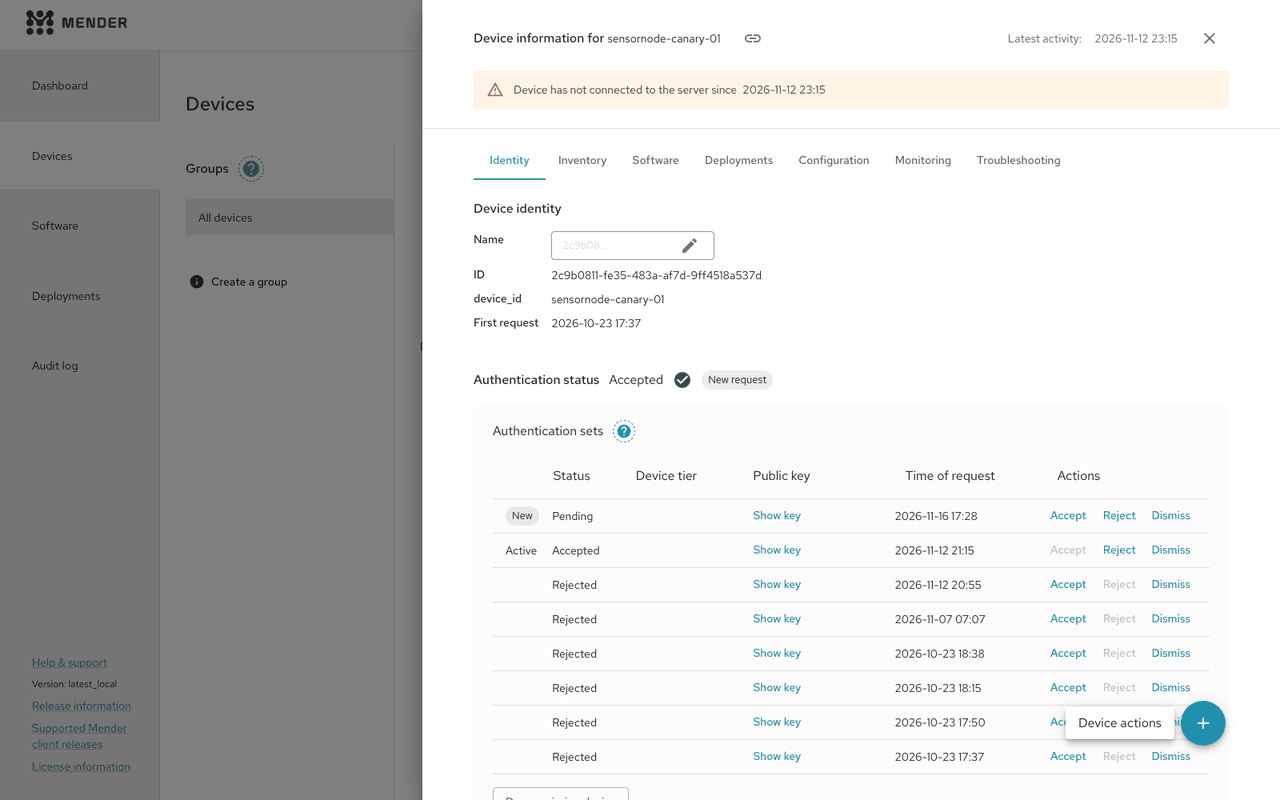 MENDER
Dashboard
Devices
Software
Deployments
Audit log
Help & support
Version: latest_local
Release information
Supported Mender
client releases
License information
Devices
Groups ?
All devices
Create a group
Device information for sensornode-canary-01
Latest activity: 2026-11-12 23:15
Device has not connected to the server since 2026-11-12 23:15
Identity Inventory Software Deployments Configuration Monitoring Troubleshooting
Device identity
Name 2c9b08...
ID 2c9b0811-fe35-483a-af7d-9ff4518a537d
device_id sensornode-canary-01
First request 2026-10-23 17:37
Authentication status Accepted New request
Authentication sets ?
Status Device tier Public key Time of request Actions
New Pending Show key 2026-11-16 17:28 Accept Reject Dismiss
Active Accepted Show key 2026-11-12 21:15 Accept Reject Dismiss
Rejected Show key 2026-11-12 20:55 Accept Reject Dismiss
Rejected Show key 2026-11-07 07:07 Accept Reject Dismiss
Rejected Show key 2026-10-23 18:38 Accept Reject Dismiss
Rejected Show key 2026-10-23 18:15 Accept Reject Dismiss
Rejected Show key 2026-10-23 17:50
Device actions +
Rejected Show key 2026-10-23 17:37 Accept Reject Dismiss